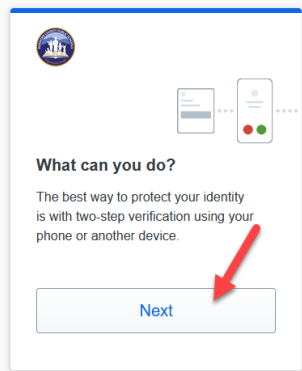 What can you do?
The best way to protect your identity
is with two-step verification using your
phone or another device.
Next